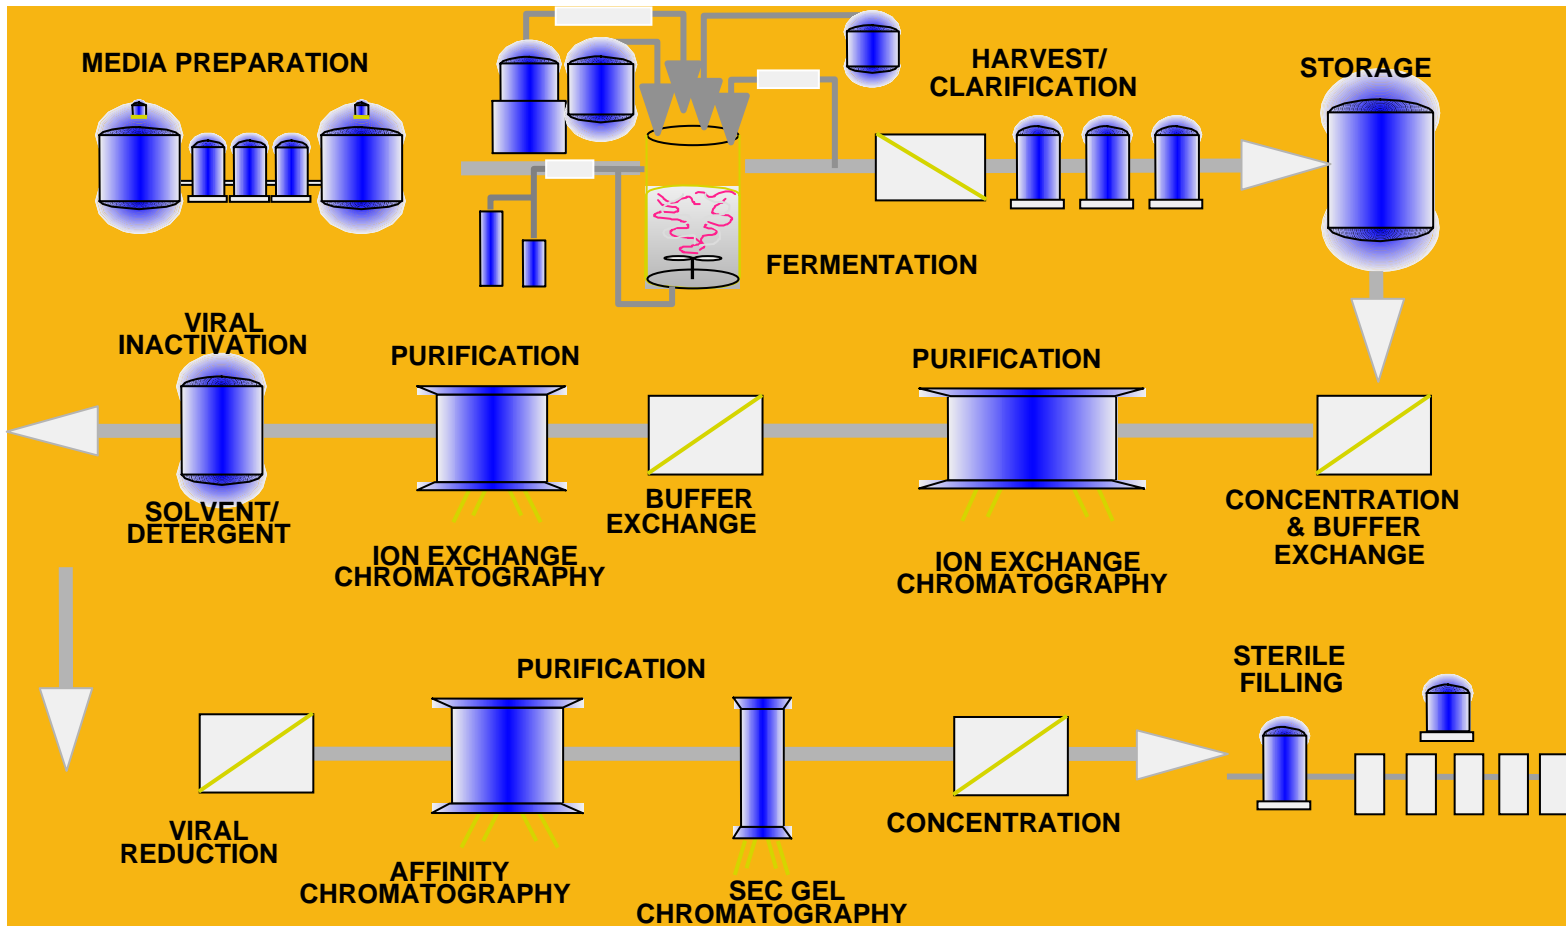 MEDIA PREPARATION
HARVEST/
CLARIFICATION
STORAGE
FERMENTATION
VIRAL
INACTIVATION
PURIFICATION
PURIFICATION
SOLVENT/
DETERGENT
BUFFER
EXCHANGE
CONCENTRATION
& BUFFER
EXCHANGE
ION EXCHANGE
CHROMATOGRAPHY
ION EXCHANGE
CHROMATOGRAPHY
PURIFICATION
STERILE
FILLING
VIRAL
REDUCTION
CONCENTRATION
AFFINITY
CHROMATOGRAPHY
SEC GEL
CHROMATOGRAPHY